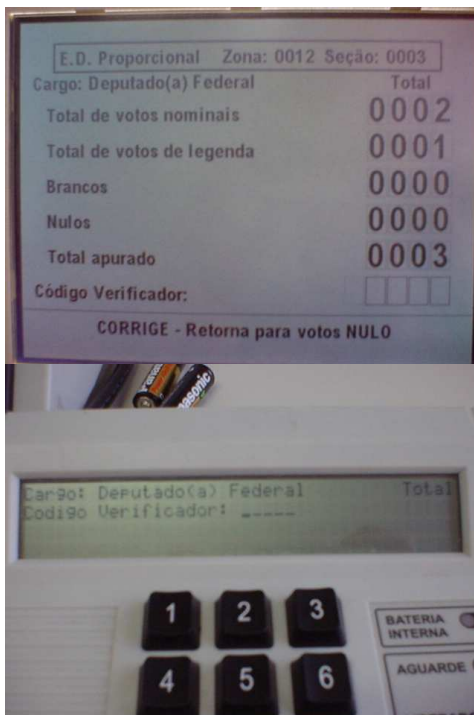 E.D. Proporcional Zona: 0012 Seção: 0003
Cargo: Deputado(a) Federal Total
Total de votos nominais 0002
Total de votos de legenda 0001
Brancos 0000
Nulos 0000
Total apurado 0003
Código Verificador:
CORRIGE - Retorna para votos NULO
Panasonic
Cargo: Deputado(a) Federal Total
Codigo Verificador: _____
1 2 3
BATERIA
INTERNA
4 5 6
AGUARDE